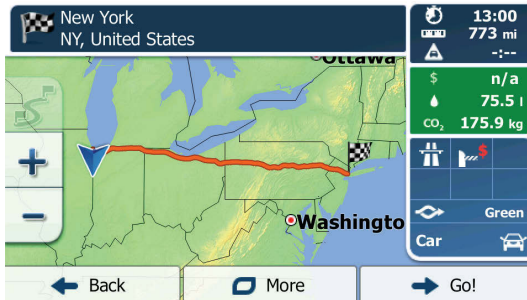 New York
NY, United States
13:00
773 mi
-:--
$ n/a
75.5 l
CO₂ 175.9 kg
$
Green
Car
Ottawa
Washingto
+
−
Back
More
Go!